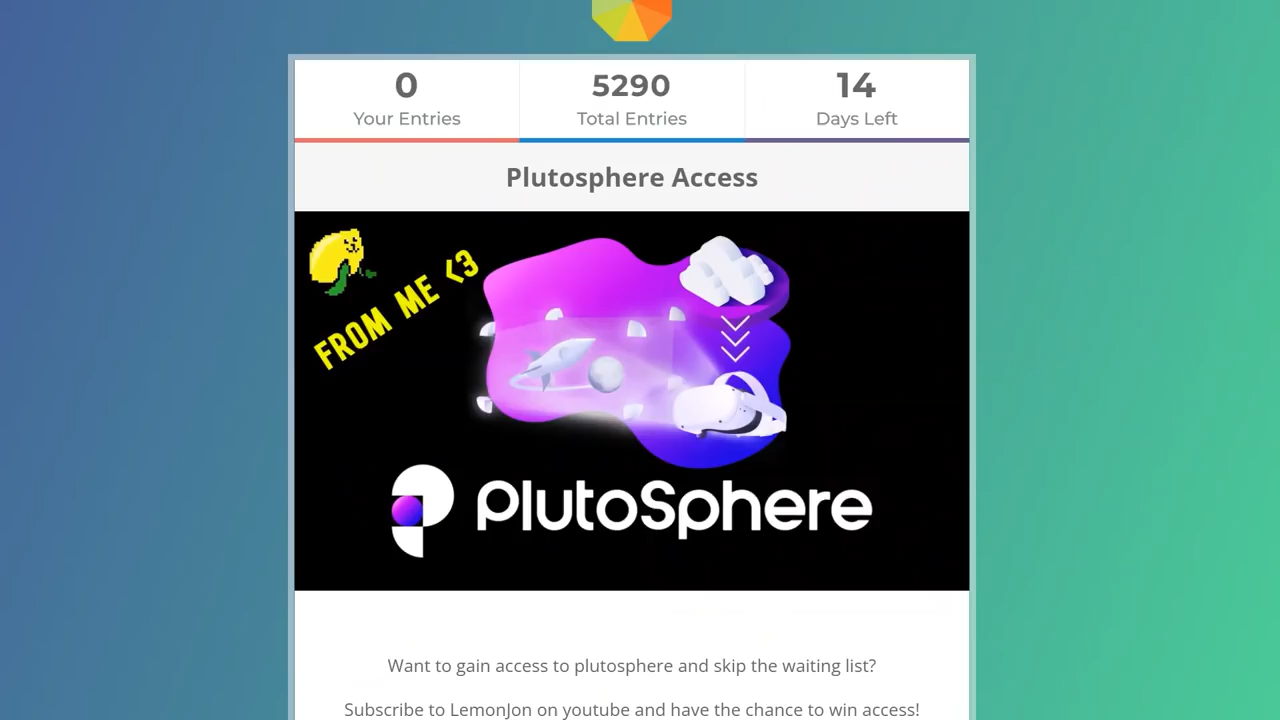 0
5290
14
Your Entries
Total Entries
Days Left
Plutosphere Access
FROM ME <3
PlutoSphere
Want to gain access to plutosphere and skip the waiting list?
Subscribe to LemonJon on youtube and have the chance to win access!